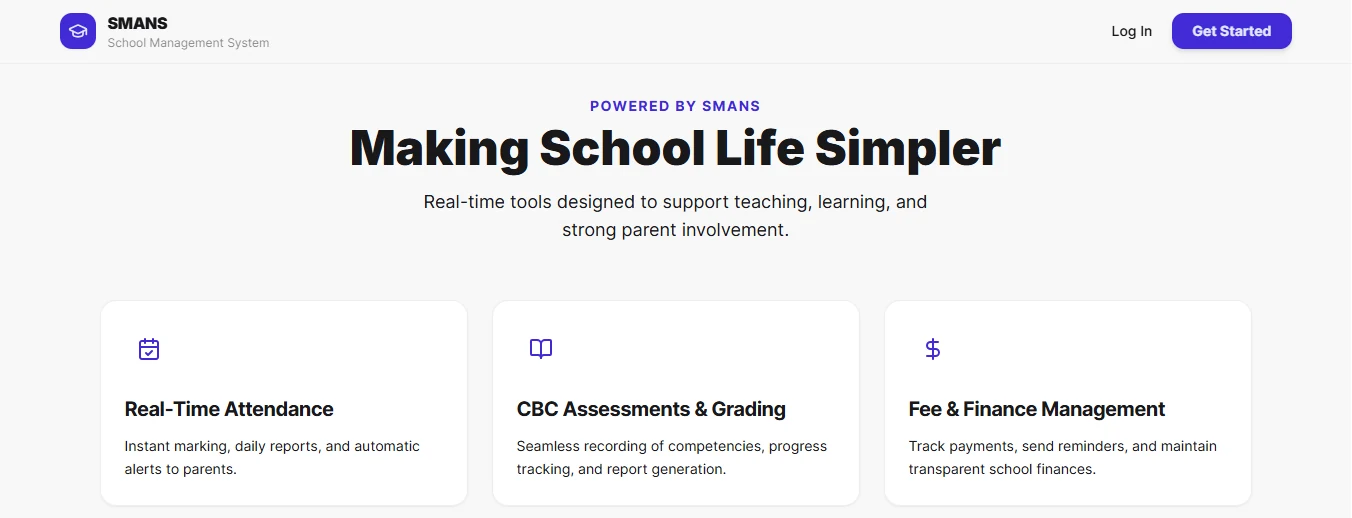 SMANS
School Management System
Log In
Get Started
POWERED BY SMANS
Making School Life Simpler
Real-time tools designed to support teaching, learning, and
strong parent involvement.
Real-Time Attendance
Instant marking, daily reports, and automatic
alerts to parents.
CBC Assessments & Grading
Seamless recording of competencies, progress
tracking, and report generation.
Fee & Finance Management
Track payments, send reminders, and maintain
transparent school finances.